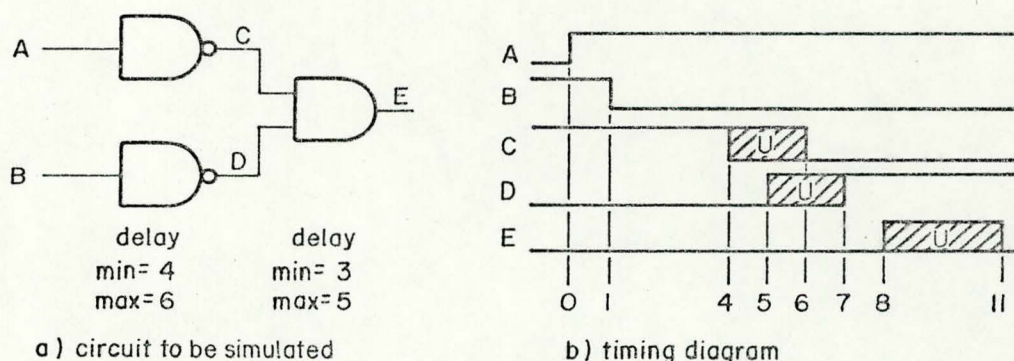 A
C
E
B
D
delay
min= 4
max=6
delay
min= 3
max=5
a) circuit to be simulated
A
B
C
U
D
U
E
U
0 1 4 5 6 7 8 11
b) timing diagram